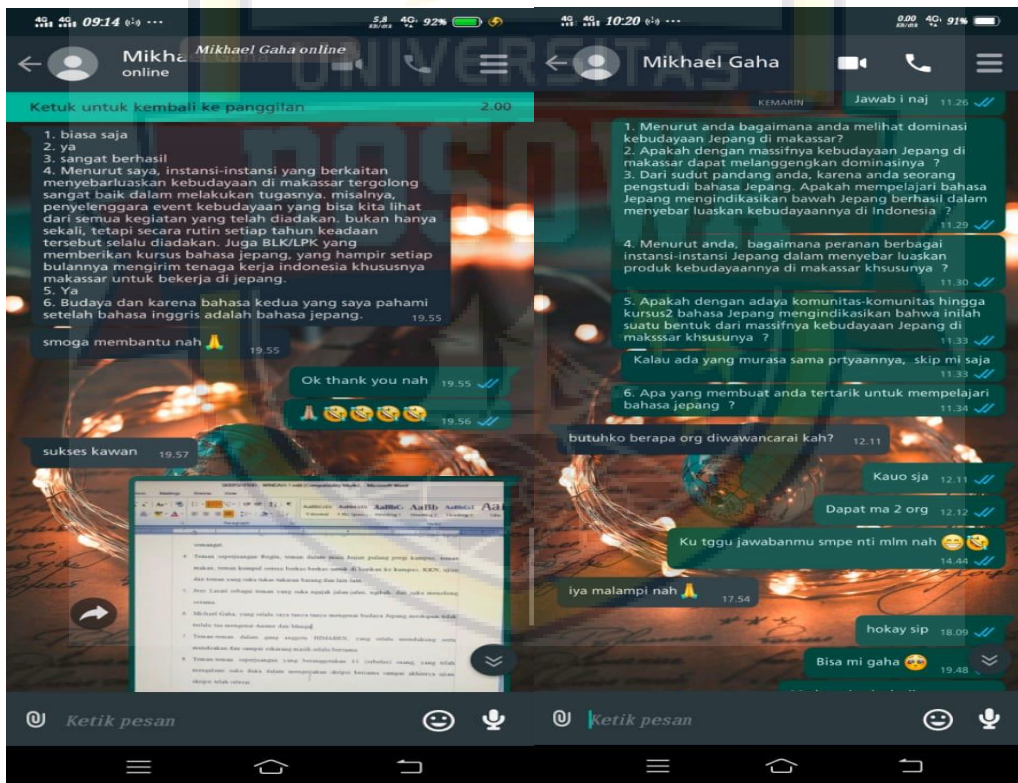 09:14
5,8 KB/dtk 4G 92%
Mikhael Gaha online
online
Ketuk untuk kembali ke panggilan 2.00
1. biasa saja
2. ya
3. sangat berhasil
4. Menurut saya, instansi-instansi yang berkaitan
menyebarluaskan kebudayaan di makassar tergolong
sangat baik dalam melakukan tugasnya. misalnya,
penyelenggara event kebudayaan yang bisa kita lihat
dari semua kegiatan yang telah diadakan. bukan hanya
sekali, tetapi secara rutin setiap tahun keadaan
tersebut selalu diadakan. Juga BLK/LPK yang
memberikan kursus bahasa jepang, yang hampir setiap
bulannya mengirim tenaga kerja indonesia khususnya
makassar untuk bekerja di jepang.
5. Ya
6. Budaya dan karena bahasa kedua yang saya pahami
setelah bahasa inggris adalah bahasa jepang. 19.55
smoga membantu nah 🙏 19.55
Ok thank you nah 19.55
🙏🤣🤣🤣🤣 19.56
sukses kawan 19.57
semangat.
Ketik pesan
4G 4G 10:20
0.00 KB/dtk 4G 91%
Mikhael Gaha
KEMARIN
Jawab i naj 11.26
1. Menurut anda bagaimana anda melihat dominasi
kebudayaan Jepang di makassar?
2. Apakah dengan massifnya kebudayaan Jepang di
makassar dapat melanggengkan dominasinya ?
3. Dari sudut pandang anda, karena anda seorang
pengstudi bahasa Jepang. Apakah mempelajari bahasa
Jepang mengindikasikan bawah Jepang berhasil dalam
menyebar luaskan kebudayaannya di Indonesia ?
11.29
4. Menurut anda, bagaimana peranan berbagai
instansi-instansi Jepang dalam menyebar luaskan
produk kebudayaannya di makassar khsusunya ?
11.30
5. Apakah dengan adaya komunitas-komunitas hingga
kursus2 bahasa Jepang mengindikasikan bahwa inilah
suatu bentuk dari massifnya kebudayaan Jepang di
maksssar khsusunya ? 11.33
Kalau ada yang murasa sama prtyaannya, skip mi saja
11.33
6. Apa yang membuat anda tertarik untuk mempelajari
bahasa jepang ? 11.34
butuhko berapa org diwawancarai kah? 12.11
Kauo sja 12.11
Dapat ma 2 org 12.12
Ku tggu jawabanmu smpe nti mlm nah 😁🤣
14.44
iya malampi nah 🙏 17.54
hokay sip 18.09
Bisa mi gaha 🥺 19.48
Ketik pesan
UNIVERSITAS
BOSOWA